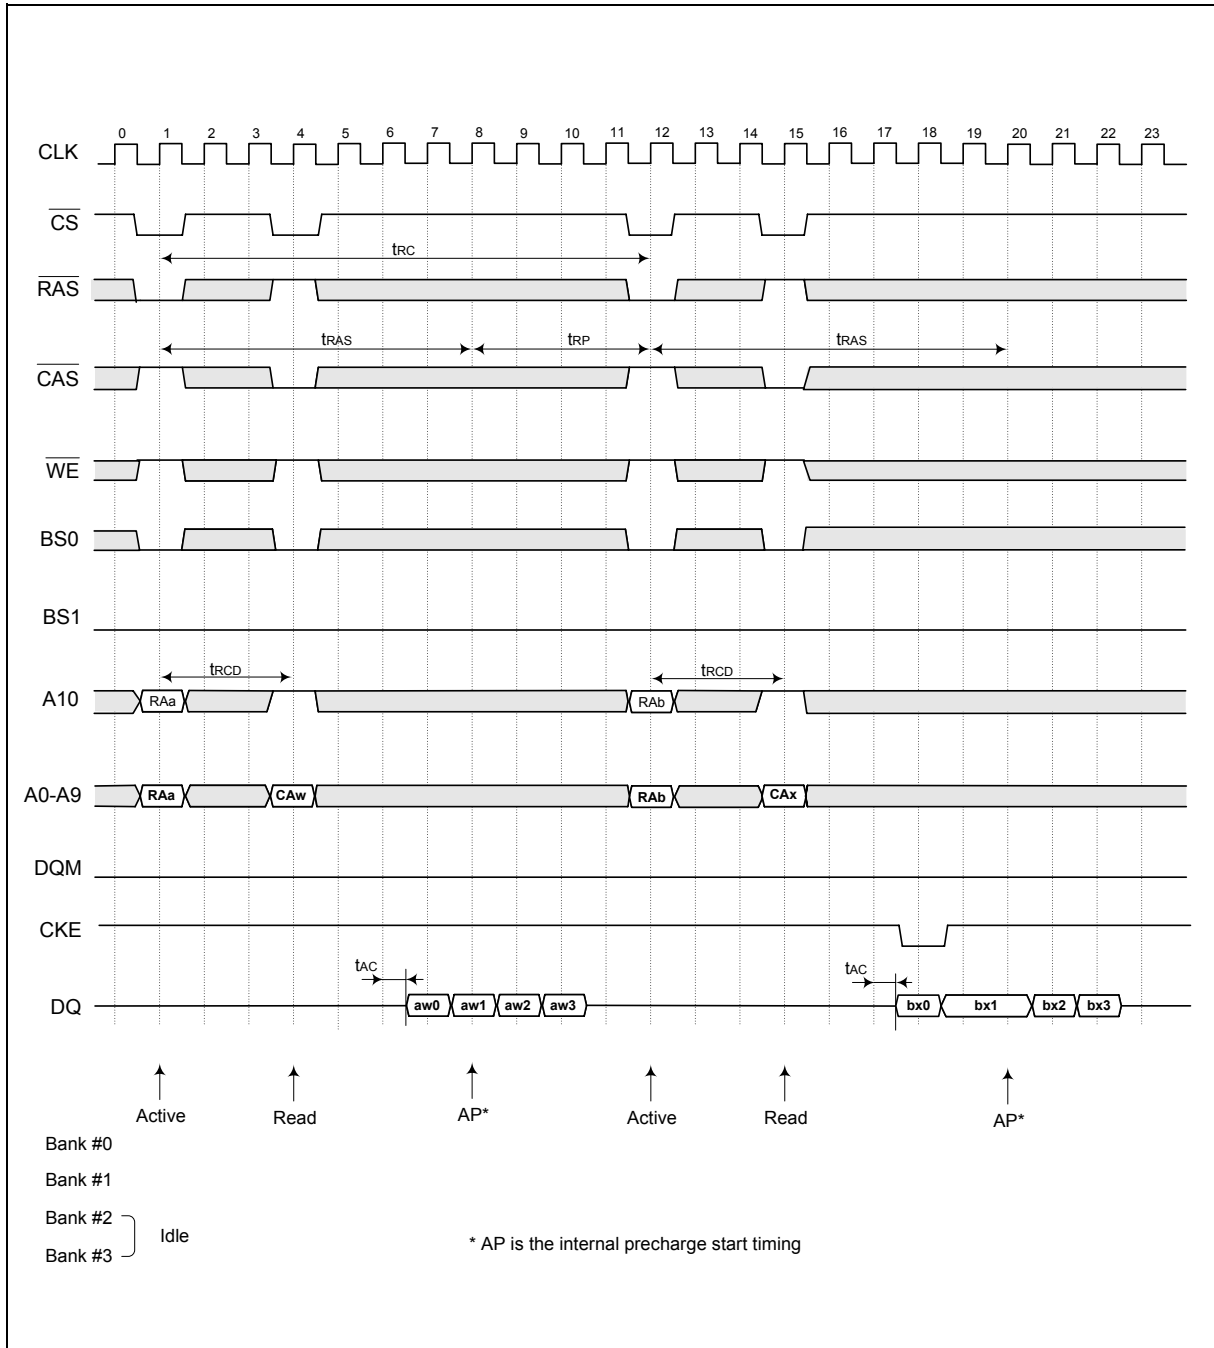 0 1 2 3 4 5 6 7 8 9 10 11 12 13 14 15 16 17 18 19 20 21 22 23
CLK
CS
tRC
RAS
tRAS tRP tRAS
CAS
WE
BS0
BS1
tRCD tRCD
A10 RAa RAb
A0-A9 RAa CAw RAb CAx
DQM
CKE
tAC tAC
DQ aw0 aw1 aw2 aw3 bx0 bx1 bx2 bx3
Active Read AP* Active Read AP*
Bank #0
Bank #1
Bank #2
Idle
Bank #3
* AP is the internal precharge start timing